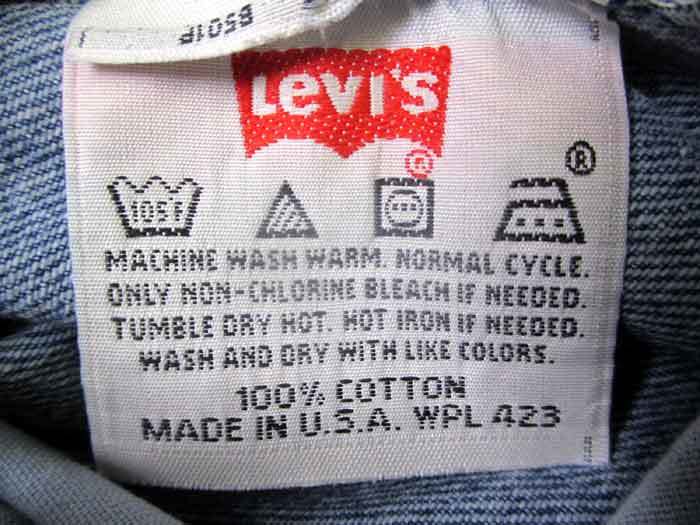 B501P
Levi's
®
®
105°F
MACHINE WASH WARM. NORMAL CYCLE.
ONLY NON-CHLORINE BLEACH IF NEEDED.
TUMBLE DRY HOT. HOT IRON IF NEEDED.
WASH AND DRY WITH LIKE COLORS.
100% COTTON
MADE IN U.S.A. WPL 423